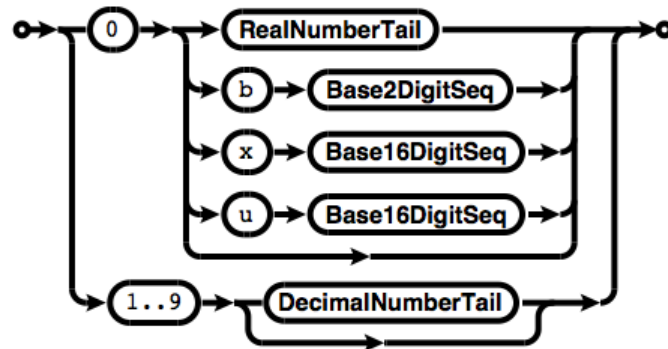 0 RealNumberTail
b Base2DigitSeq
x Base16DigitSeq
u Base16DigitSeq
1..9 DecimalNumberTail